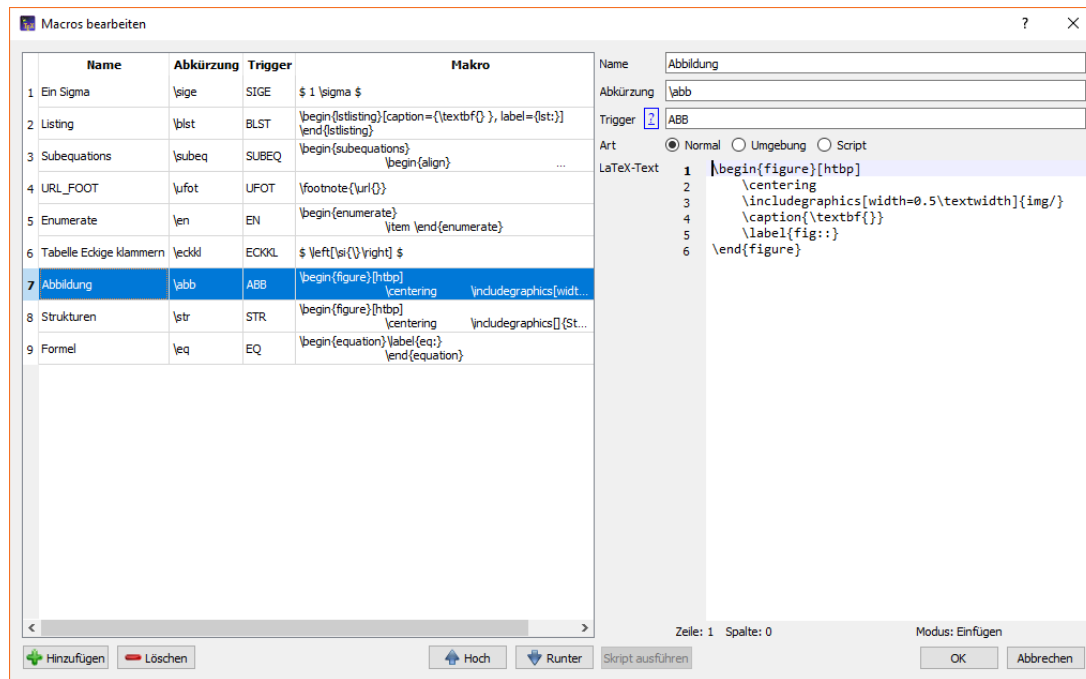 Macros bearbeiten
? ×
Name Abkürzung Trigger Makro
1 Ein Sigma \sige SIGE $ 1 \sigma $
2 Listing \blst BLST \begin{lstlisting}[caption={\textbf{} }, label={lst:}]
\end{lstlisting}
3 Subequations \subeq SUBEQ \begin{subequations}
\begin{align} ...
4 URL_FOOT \ufot UFOT \footnote{\url{}}
5 Enumerate \en EN \begin{enumerate}
\item \end{enumerate}
6 Tabelle Eckige klammern \eckkl ECKKL $ \left[\si{\}\right] $
7 Abbildung \abb ABB \begin{figure}[htbp]
\centering \includegraphics[widt...
8 Strukturen \str STR \begin{figure}[htbp]
\centering \includegraphics[]{St...
9 Formel \eq EQ \begin{equation}\label{eq:}
\end{equation}
Name Abbildung
Abkürzung \abb
Trigger ? ABB
Art Normal Umgebung Script
LaTeX-Text 1 \begin{figure}[htbp]
2 \centering
3 \includegraphics[width=0.5\textwidth]{img/}
4 \caption{\textbf{}}
5 \label{fig::}
6 \end{figure}
Zeile: 1 Spalte: 0 Modus: Einfügen
Hinzufügen Löschen Hoch Runter Skript ausführen OK Abbrechen